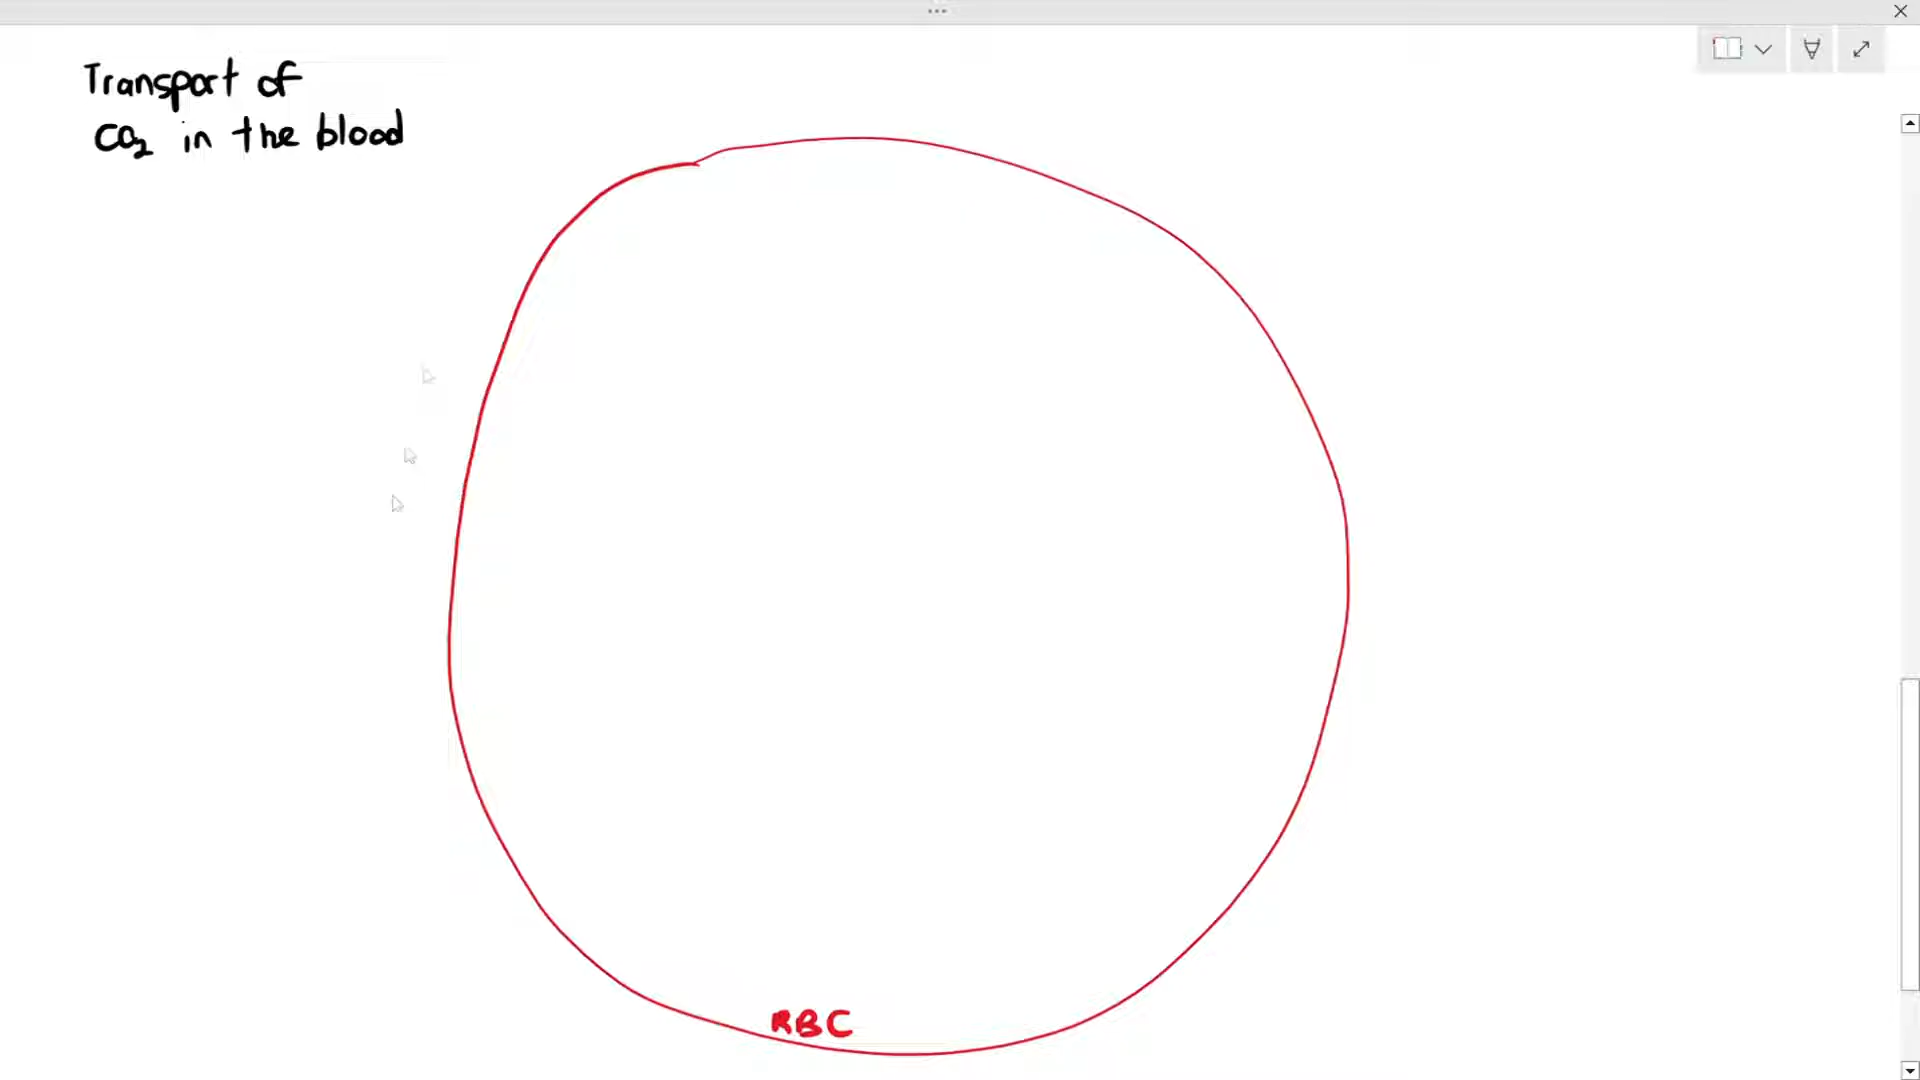 Transport of
CO₂ in the blood
RBC